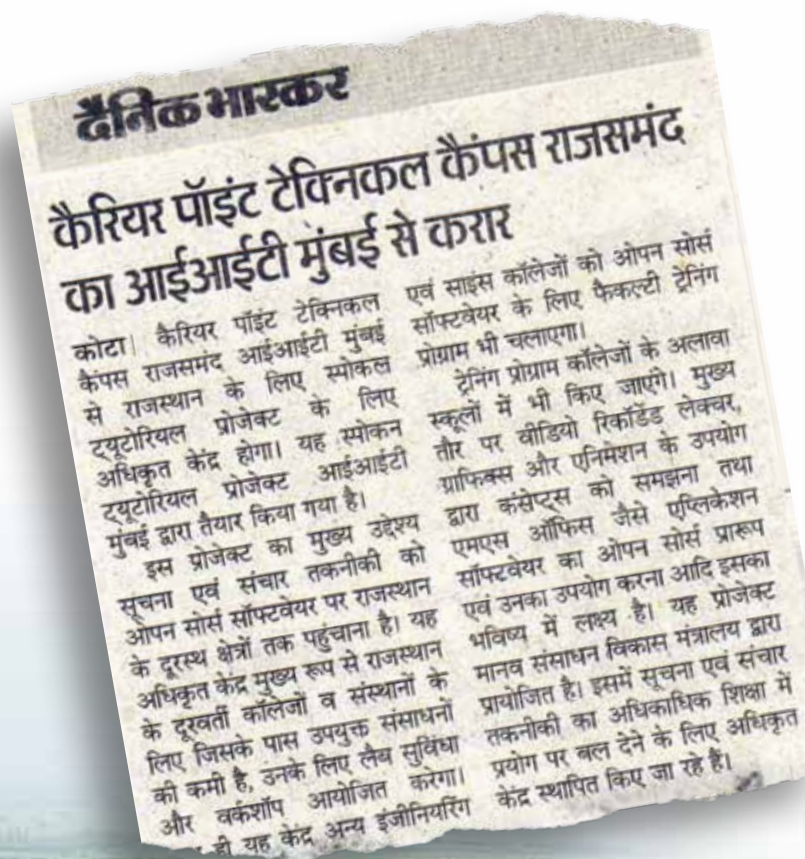 दैनिक भास्कर
कैरियर पॉइंट टेक्निकल कैंपस राजसमंद
का आईआईटी मुंबई से करार
कोटा। कैरियर पॉइंट टेक्निकल
कैंपस राजसमंद आईआईटी मुंबई
से राजस्थान के लिए स्पोकल
ट्यूटोरियल प्रोजेक्ट के लिए
अधिकृत केंद्र होगा। यह स्पोकन
ट्यूटोरियल प्रोजेक्ट आईआईटी
मुंबई द्वारा तैयार किया गया है।
इस प्रोजेक्ट का मुख्य उद्देश्य
सूचना एवं संचार तकनीकी को
ओपन सोर्स सॉफ्टवेयर पर राजस्थान
के दूरस्थ क्षेत्रों तक पहुंचाना है। यह
अधिकृत केंद्र मुख्य रूप से राजस्थान
के दूरवर्ती कॉलेजों व संस्थानों के
लिए जिसके पास उपयुक्त संसाधनों
की कमी है, उनके लिए लैब सुविधा
और वर्कशॉप आयोजित करेगा।
ही यह केंद्र अन्य इंजीनियरिंग
एवं साइंस कॉलेजों को ओपन सोर्स
सॉफ्टवेयर के लिए फैकल्टी ट्रेनिंग
प्रोग्राम भी चलाएगा।
ट्रेनिंग प्रोग्राम कॉलेजों के अलावा
स्कूलों में भी किए जाएंगे। मुख्य
तौर पर वीडियो रिकॉर्डेड लेक्चर,
ग्राफिक्स और एनिमेशन के उपयोग
द्वारा कंसेप्ट्स को समझना तथा
एमएस ऑफिस जैसे एप्लिकेशन
सॉफ्टवेयर का ओपन सोर्स प्रारूप
एवं उनका उपयोग करना आदि इसका
भविष्य में लक्ष्य है। यह प्रोजेक्ट
मानव संसाधन विकास मंत्रालय द्वारा
प्रायोजित है। इसमें सूचना एवं संचार
तकनीकी का अधिकाधिक शिक्षा में
प्रयोग पर बल देने के लिए अधिकृत
केंद्र स्थापित किए जा रहे हैं।